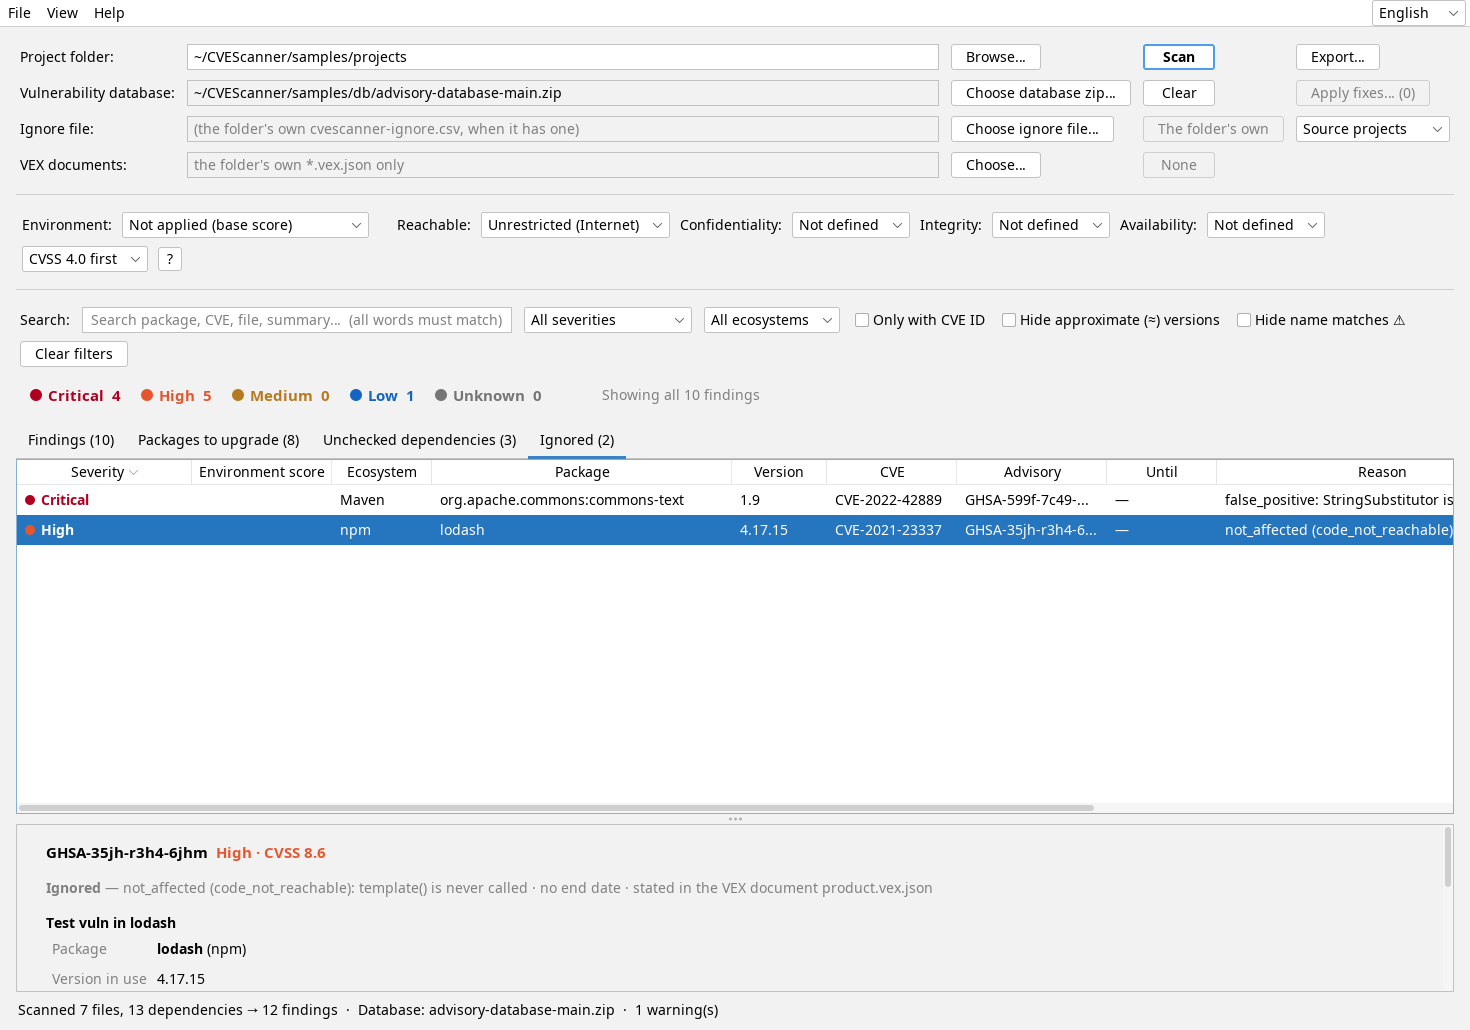 File View Help English
Project folder: ~/CVEScanner/samples/projects Browse... Scan Export...
Vulnerability database: ~/CVEScanner/samples/db/advisory-database-main.zip Choose database zip... Clear Apply fixes... (0)
Ignore file: (the folder's own cvescanner-ignore.csv, when it has one) Choose ignore file... The folder's own Source projects
VEX documents: the folder's own *.vex.json only Choose... None
Environment: Not applied (base score) Reachable: Unrestricted (Internet) Confidentiality: Not defined Integrity: Not defined Availability: Not defined
CVSS 4.0 first ?
Search: Search package, CVE, file, summary... (all words must match) All severities All ecosystems Only with CVE ID Hide approximate (≈) versions Hide name matches ⚠
Clear filters
Critical 4 High 5 Medium 0 Low 1 Unknown 0 Showing all 10 findings
Findings (10) Packages to upgrade (8) Unchecked dependencies (3) Ignored (2)
Severity Environment score Ecosystem Package Version CVE Advisory Until Reason
Critical Maven org.apache.commons:commons-text 1.9 CVE-2022-42889 GHSA-599f-7c49-... — false_positive: StringSubstitutor is
High npm lodash 4.17.15 CVE-2021-23337 GHSA-35jh-r3h4-6... — not_affected (code_not_reachable)
GHSA-35jh-r3h4-6jhm High · CVSS 8.6
Ignored — not_affected (code_not_reachable): template() is never called · no end date · stated in the VEX document product.vex.json
Test vuln in lodash
Package lodash (npm)
Version in use 4.17.15
Scanned 7 files, 13 dependencies → 12 findings · Database: advisory-database-main.zip · 1 warning(s)